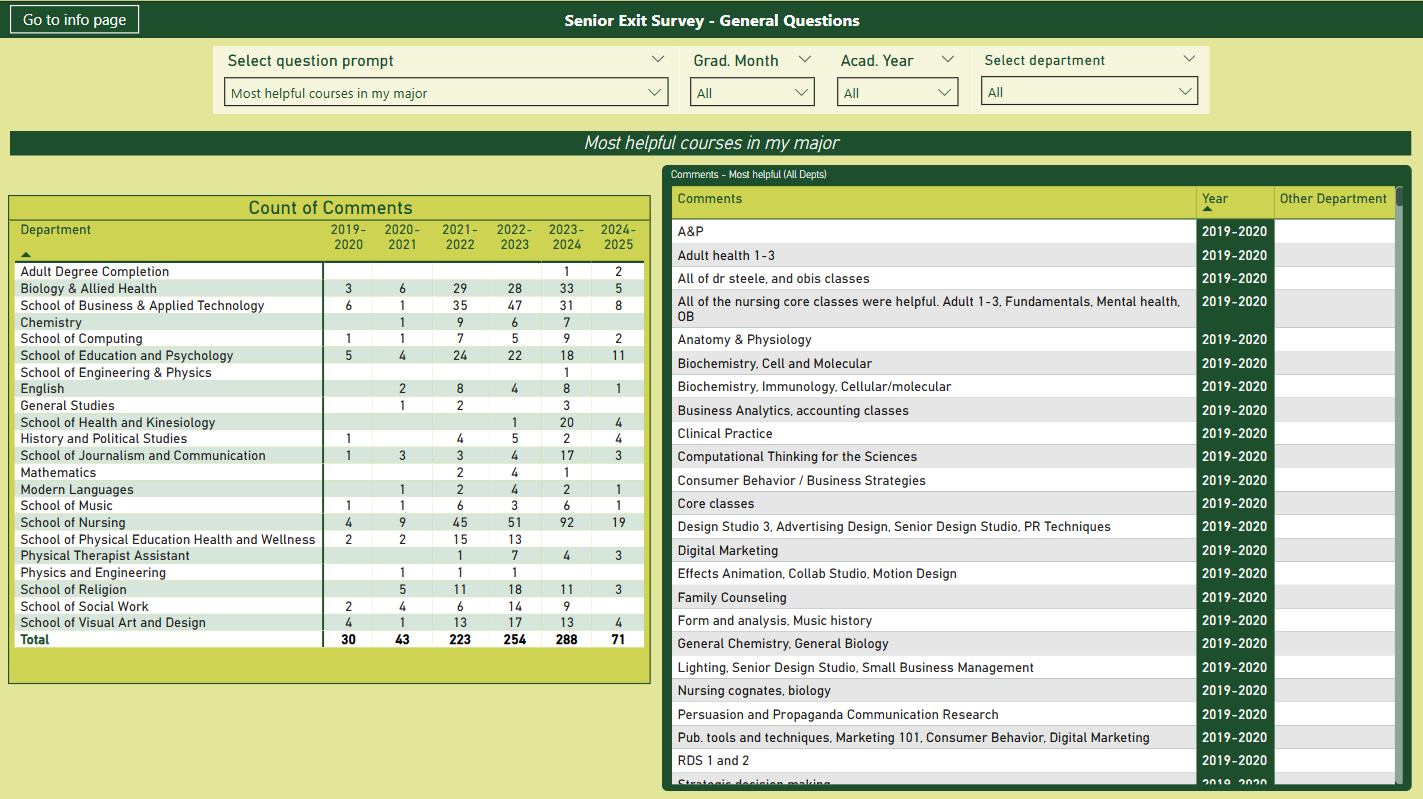 Go to info page
Senior Exit Survey - General Questions
Select question prompt
Most helpful courses in my major
Grad. Month
All
Acad. Year
All
Select department
All
Most helpful courses in my major
Count of Comments
Department 2019-2020 2020-2021 2021-2022 2022-2023 2023-2024 2024-2025
Adult Degree Completion 1 2
Biology & Allied Health 3 6 29 28 33 5
School of Business & Applied Technology 6 1 35 47 31 8
Chemistry 1 9 6 7
School of Computing 1 1 7 5 9 2
School of Education and Psychology 5 4 24 22 18 11
School of Engineering & Physics 1
English 2 8 4 8 1
General Studies 1 2 3
School of Health and Kinesiology 1 20 4
History and Political Studies 1 4 5 2 4
School of Journalism and Communication 1 3 3 4 17 3
Mathematics 2 4 1
Modern Languages 1 2 4 2 1
School of Music 1 1 6 3 6 1
School of Nursing 4 9 45 51 92 19
School of Physical Education Health and Wellness 2 2 15 13
Physical Therapist Assistant 1 7 4 3
Physics and Engineering 1 1 1
School of Religion 5 11 18 11 3
School of Social Work 2 4 6 14 9
School of Visual Art and Design 4 1 13 17 13 4
Total 30 43 223 254 288 71
Comments - Most helpful (All Depts)
Comments Year Other Department
A&P 2019-2020
Adult health 1-3 2019-2020
All of dr steele, and obis classes 2019-2020
All of the nursing core classes were helpful. Adult 1-3, Fundamentals, Mental health, 2019-2020
OB
Anatomy & Physiology 2019-2020
Biochemistry, Cell and Molecular 2019-2020
Biochemistry, Immunology, Cellular/molecular 2019-2020
Business Analytics, accounting classes 2019-2020
Clinical Practice 2019-2020
Computational Thinking for the Sciences 2019-2020
Consumer Behavior / Business Strategies 2019-2020
Core classes 2019-2020
Design Studio 3, Advertising Design, Senior Design Studio, PR Techniques 2019-2020
Digital Marketing 2019-2020
Effects Animation, Collab Studio, Motion Design 2019-2020
Family Counseling 2019-2020
Form and analysis, Music history 2019-2020
General Chemistry, General Biology 2019-2020
Lighting, Senior Design Studio, Small Business Management 2019-2020
Nursing cognates, biology 2019-2020
Persuasion and Propaganda Communication Research 2019-2020
Pub. tools and techniques, Marketing 101, Consumer Behavior, Digital Marketing 2019-2020
RDS 1 and 2 2019-2020
Strategic decision making 2019-2020